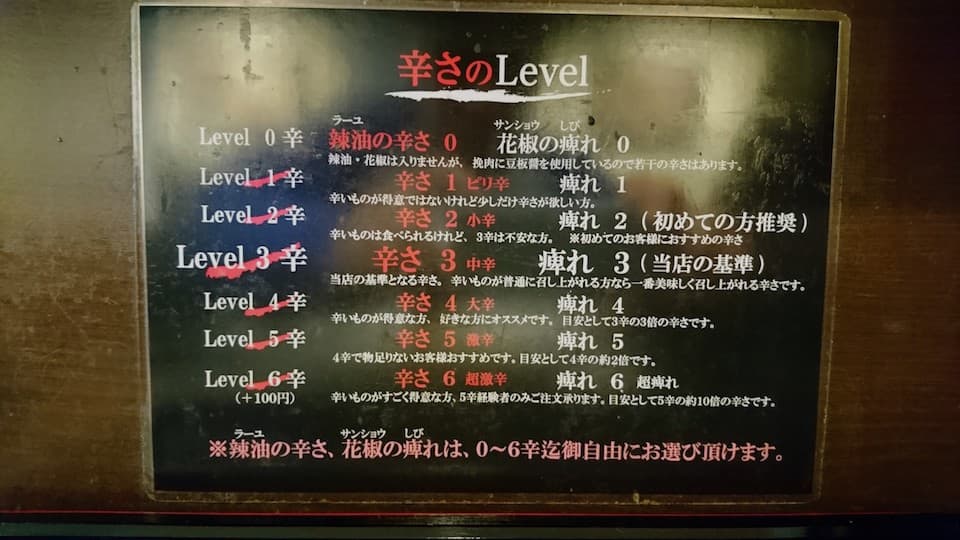 辛さのLevel
ラーユ サンショウ しび
Level 0 辛 辣油の辛さ 0 花椒の痺れ 0
辣油・花椒は入りませんが、挽肉に豆板醤を使用しているので若干の辛さはあります。
Level 1 辛 辛さ 1 ピリ辛 痺れ 1
辛いものが得意ではないけれど少しだけ辛さが欲しい方。
Level 2 辛 辛さ 2 小辛 痺れ 2 (初めての方推奨)
辛いものは食べられるけれど、3辛は不安な方。 ※初めてのお客様におすすめの辛さ
Level 3 辛 辛さ 3 中辛 痺れ 3 (当店の基準)
当店の基準となる辛さ。辛いものが普通に召し上がれる方なら一番美味しく召し上がれる辛さです。
Level 4 辛 辛さ 4 大辛 痺れ 4
辛いものが得意な方、好きな方にオススメです。目安として3辛の3倍の辛さです。
Level 5 辛 辛さ 5 激辛 痺れ 5
4辛で物足りないお客様おすすめです。目安として4辛の約2倍です。
Level 6 辛 辛さ 6 超激辛 痺れ 6 超痺れ
(+100円) 辛いものがすごく得意な方、5辛経験者のみご注文承ります。目安として5辛の約10倍の辛さです。
ラーユ サンショウ しび
※辣油の辛さ、花椒の痺れは、0〜6辛迄御自由にお選び頂けます。